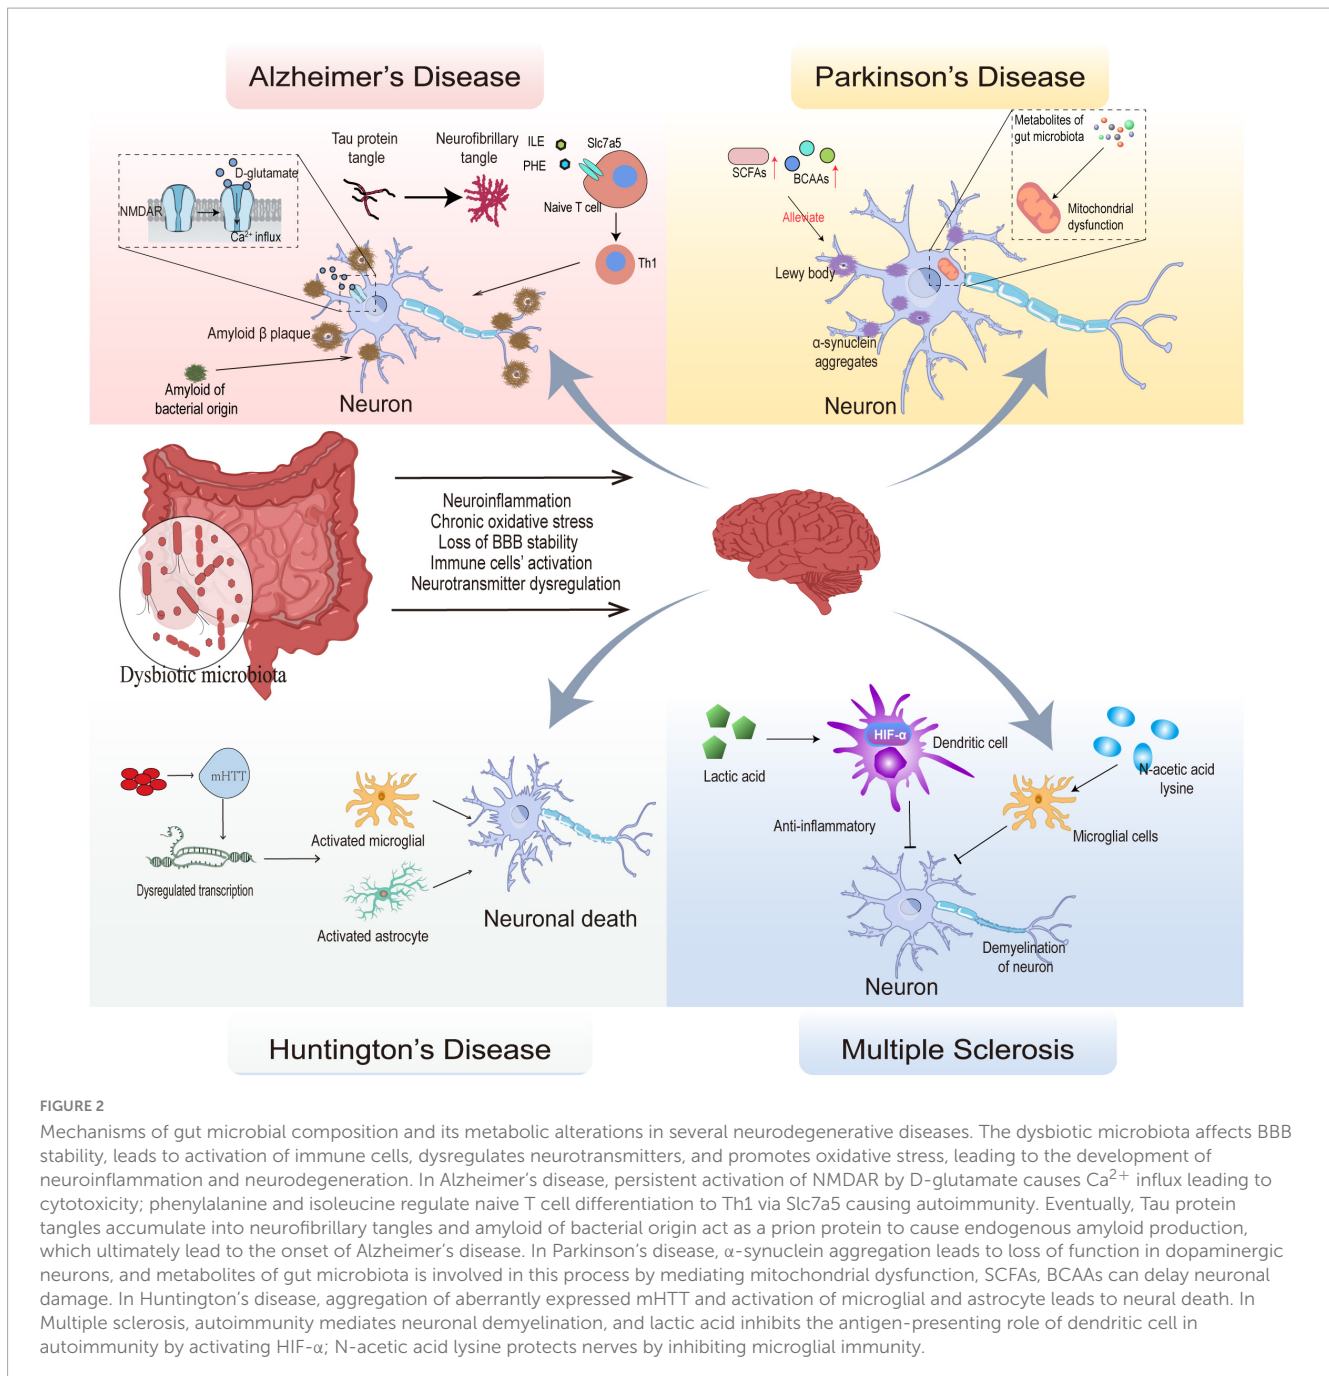 Alzheimer's Disease
Parkinson's Disease
NMDAR
D-glutamate
Ca²⁺ influx
Tau protein
tangle
Neurofibrillary
tangle
ILE
PHE
Slc7a5
Naive T cell
Th1
Amyloid β plaque
Amyloid of
bacterial origin
Neuron
SCFAs
BCAAs
Alleviate
Metabolites of
gut microbiota
Mitochondrial
dysfunction
Lewy body
α-synuclein
aggregates
Neuron
Neuroinflammation
Chronic oxidative stress
Loss of BBB stability
Immune cells' activation
Neurotransmitter dysregulation
Dysbiotic microbiota
mHTT
Dysregulated transcription
Activated microglial
Activated astrocyte
Neuronal death
Lactic acid
HIF-α
Dendritic cell
Anti-inflammatory
N-acetic acid
lysine
Microglial cells
Demyelination
of neuron
Neuron
Huntington's Disease
Multiple Sclerosis
FIGURE 2
Mechanisms of gut microbial composition and its metabolic alterations in several neurodegenerative diseases. The dysbiotic microbiota affects BBB
stability, leads to activation of immune cells, dysregulates neurotransmitters, and promotes oxidative stress, leading to the development of
neuroinflammation and neurodegeneration. In Alzheimer's disease, persistent activation of NMDAR by D-glutamate causes Ca²⁺ influx leading to
cytotoxicity; phenylalanine and isoleucine regulate naive T cell differentiation to Th1 via Slc7a5 causing autoimmunity. Eventually, Tau protein
tangles accumulate into neurofibrillary tangles and amyloid of bacterial origin act as a prion protein to cause endogenous amyloid production,
which ultimately lead to the onset of Alzheimer's disease. In Parkinson's disease, α-synuclein aggregation leads to loss of function in dopaminergic
neurons, and metabolites of gut microbiota is involved in this process by mediating mitochondrial dysfunction, SCFAs, BCAAs can delay neuronal
damage. In Huntington's disease, aggregation of aberrantly expressed mHTT and activation of microglial and astrocyte leads to neural death. In
Multiple sclerosis, autoimmunity mediates neuronal demyelination, and lactic acid inhibits the antigen-presenting role of dendritic cell in
autoimmunity by activating HIF-α; N-acetic acid lysine protects nerves by inhibiting microglial immunity.